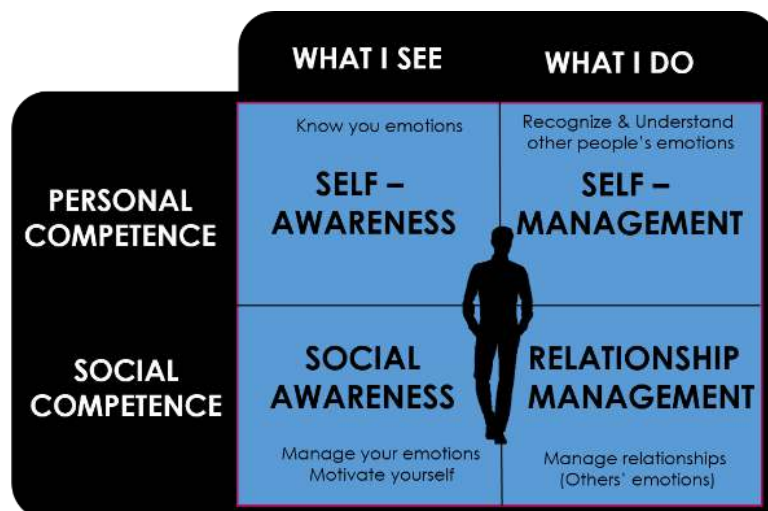 WHAT I SEE
WHAT I DO
Know you emotions
Recognize & Understand
other people's emotions
PERSONAL
COMPETENCE
SELF –
AWARENESS
SELF –
MANAGEMENT
SOCIAL
COMPETENCE
SOCIAL
AWARENESS
RELATIONSHIP
MANAGEMENT
Manage your emotions
Motivate yourself
Manage relationships
(Others' emotions)